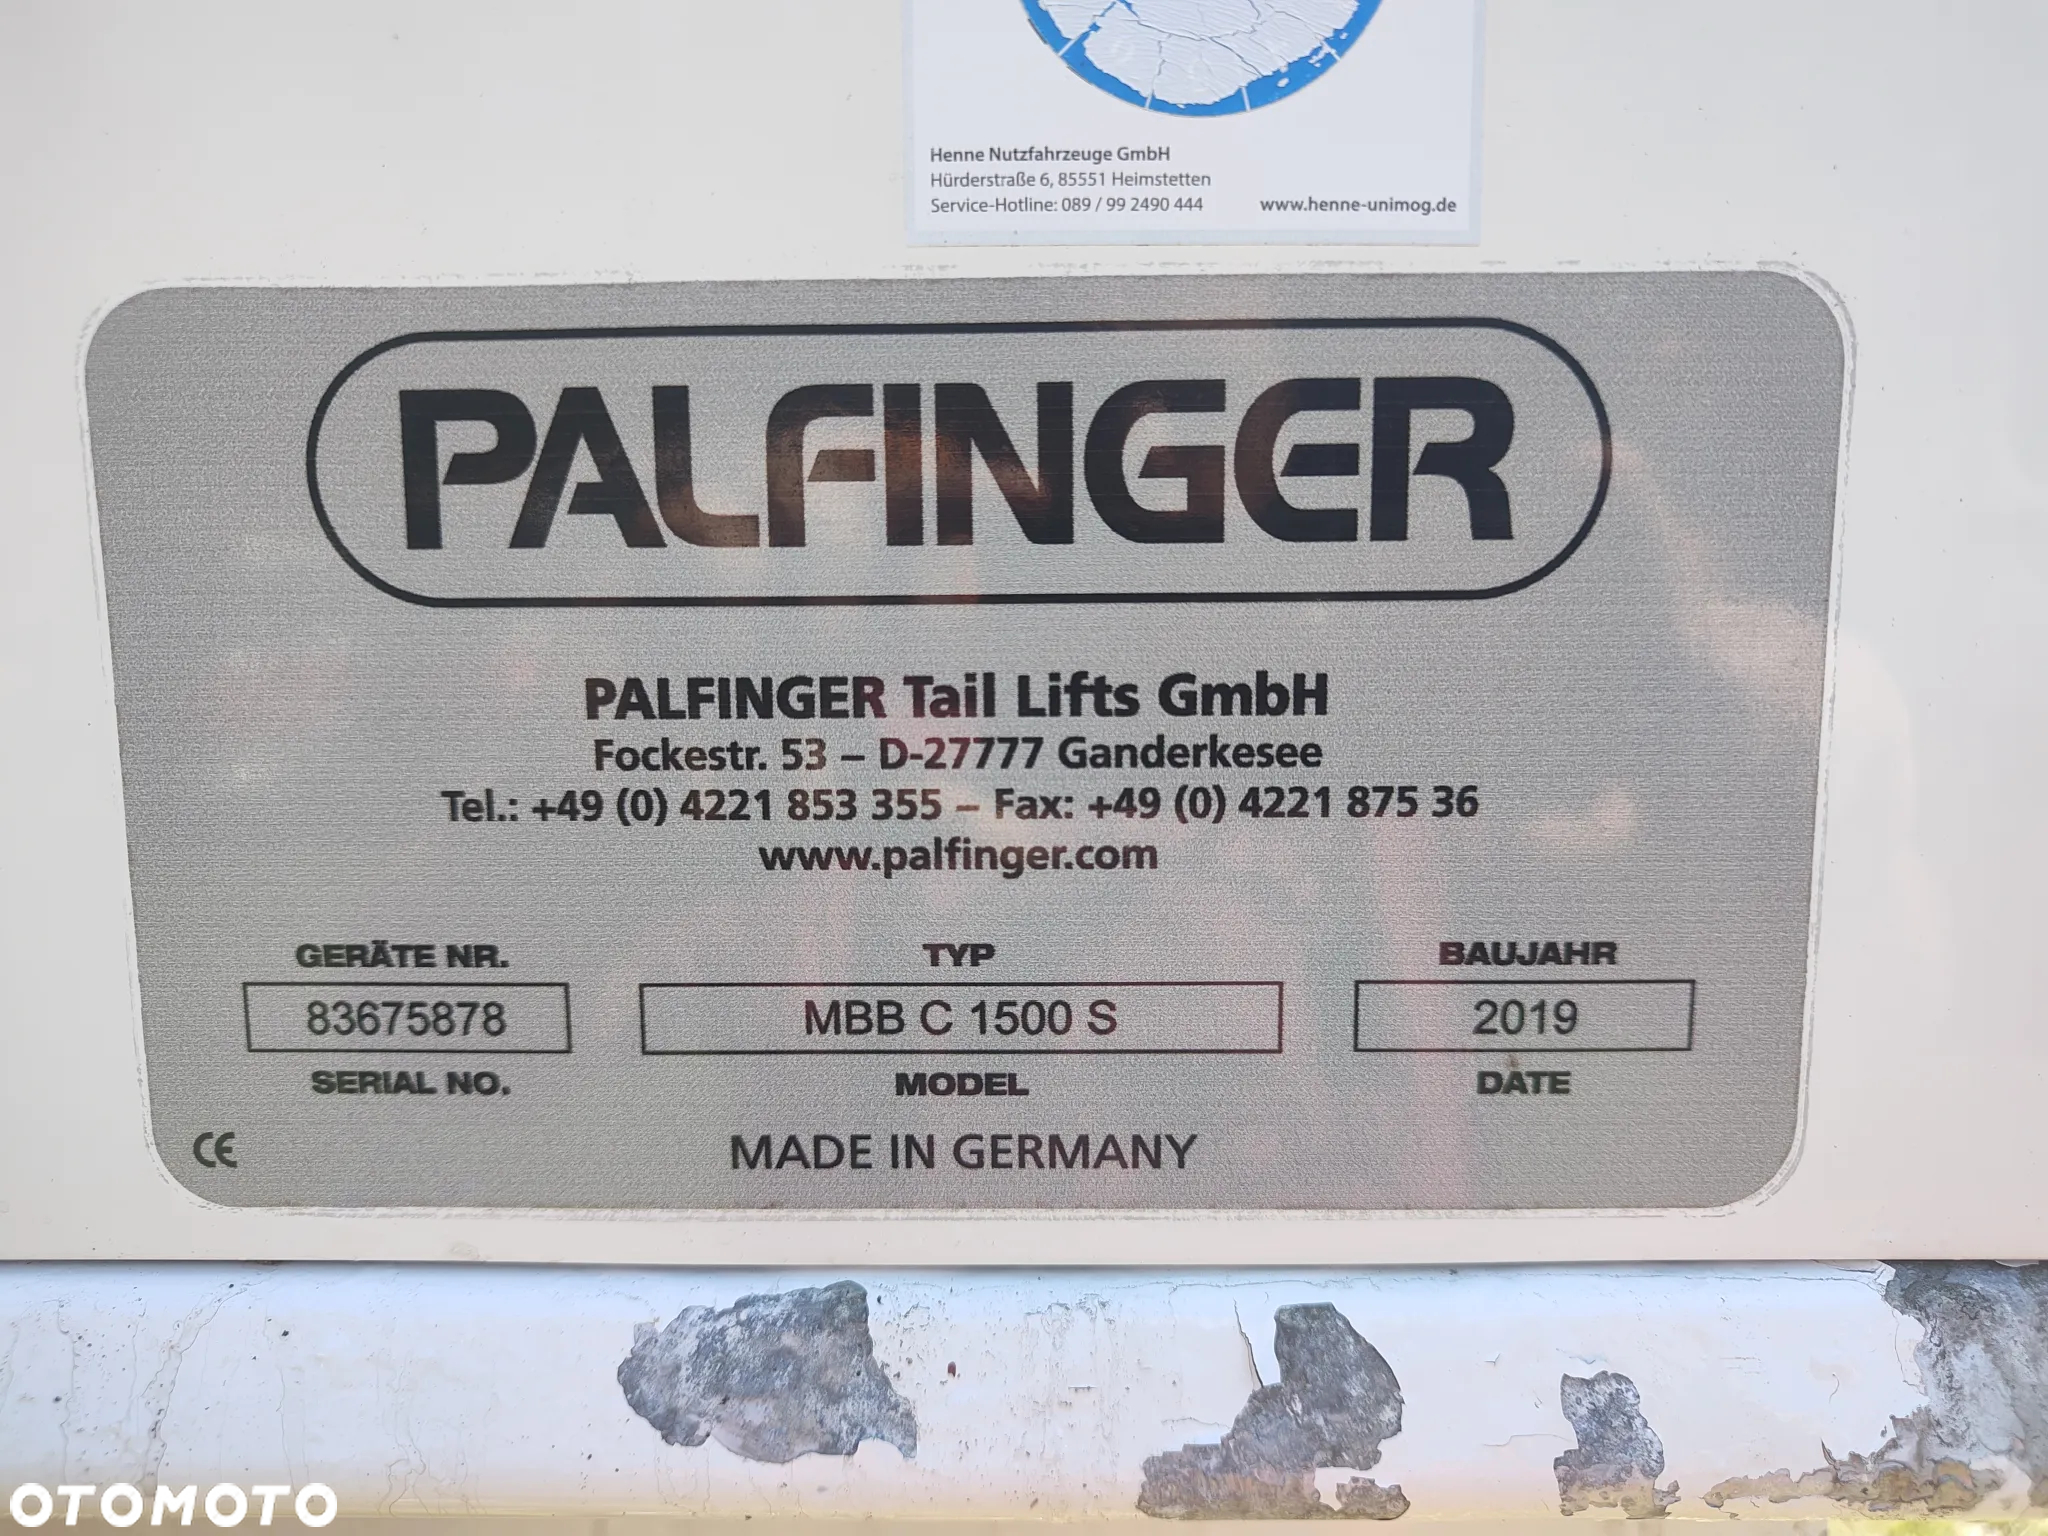 Henne Nutzfahrzeuge GmbH
Hürderstraße 6, 85551 Heimstetten
Service-Hotline: 089 / 99 2490 444 www.henne-unimog.de
PALFINGER
PALFINGER Tail Lifts GmbH
Fockestr. 53 – D-27777 Ganderkesee
Tel.: +49 (0) 4221 853 355 – Fax: +49 (0) 4221 875 36
www.palfinger.com
GERÄTE NR. TYP BAUJAHR
83675878 MBB C 1500 S 2019
SERIAL NO. MODEL DATE
CE MADE IN GERMANY
OTOMOTO